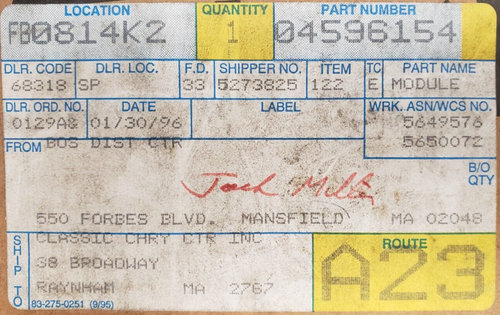 LOCATION QUANTITY PART NUMBER
FB0814K2 1 04596154
DLR. CODE DLR. LOC. F.D. SHIPPER NO. ITEM TC PART NAME
68318 SP 33 5273825 122 E MODULE
DLR. ORD. NO. DATE LABEL WRK. ASN/WCS NO.
0129A& 01/30/96 5649576
5650072
FROM BOS DIST CTR
B/O
QTY
550 FORBES BLVD. MANSFIELD MA 02048
SHIP TO
CLASSIC CHRY CTR INC ROUTE
38 BROADWAY A23
RAYNHAM MA 2767
83-275-0251 (9/95)